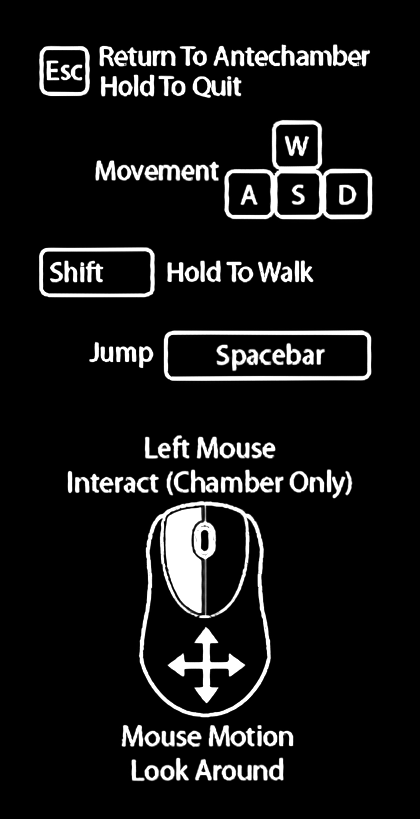 Esc Return To Antechamber
Hold To Quit
W
Movement
A S D
Shift Hold To Walk
Jump Spacebar
Left Mouse
Interact (Chamber Only)
Mouse Motion
Look Around